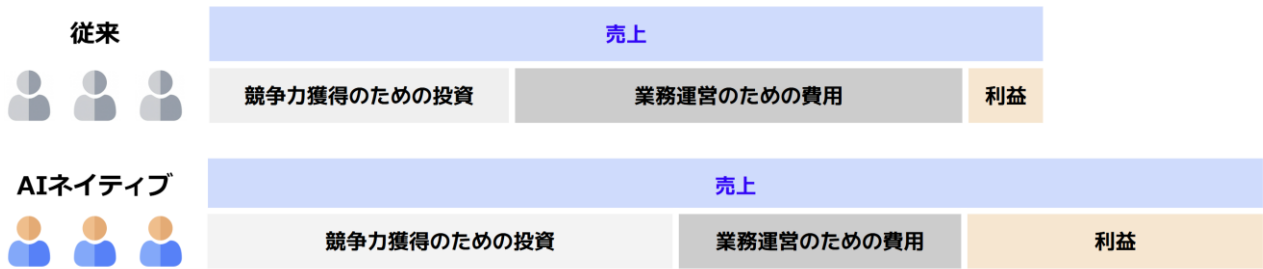 従来
売上
競争力獲得のための投資
業務運営のための費用
利益
AIネイティブ
売上
競争力獲得のための投資
業務運営のための費用
利益